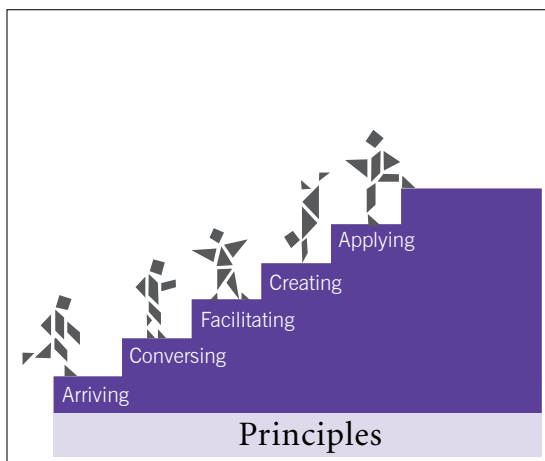 Applying
Creating
Facilitating
Conversing
Arriving
Principles